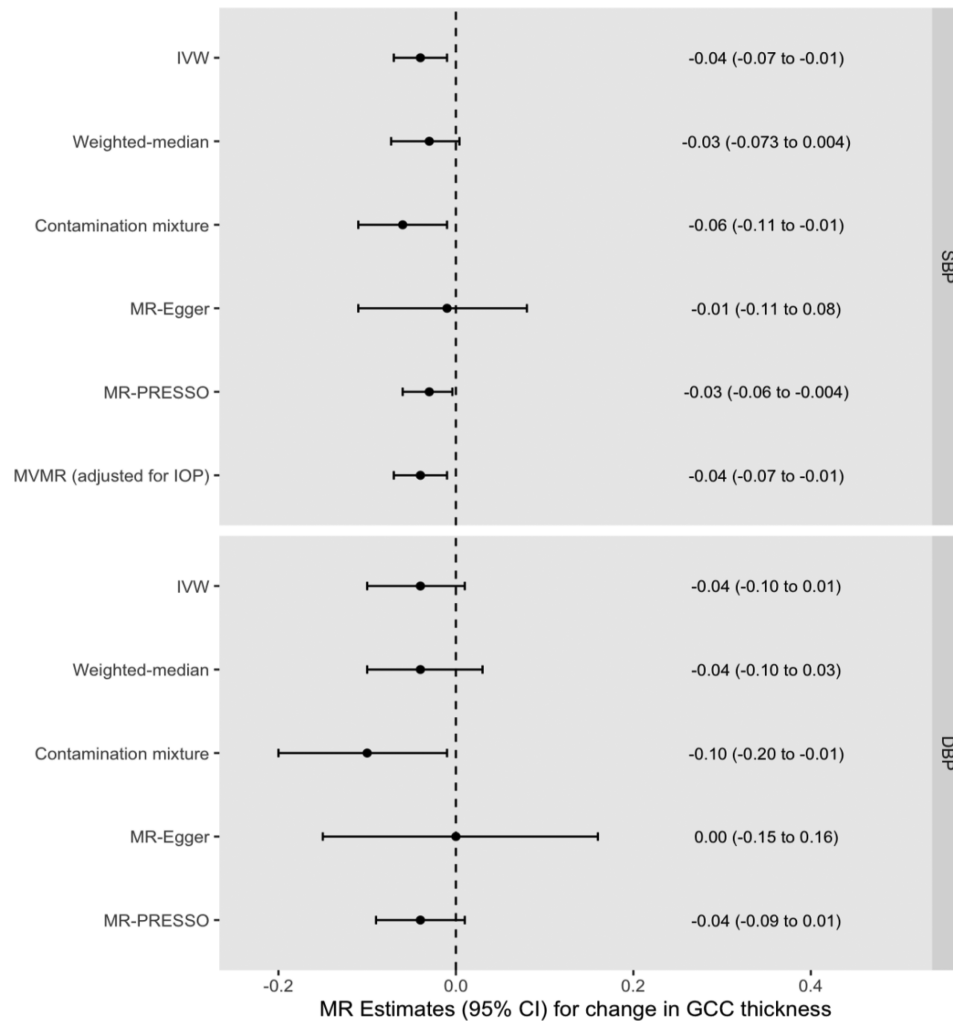 IVW -0.04 (-0.07 to -0.01)
Weighted-median -0.03 (-0.073 to 0.004)
Contamination mixture -0.06 (-0.11 to -0.01)
MR-Egger -0.01 (-0.11 to 0.08)
MR-PRESSO -0.03 (-0.06 to -0.004)
MVMR (adjusted for IOP) -0.04 (-0.07 to -0.01)
SBP
IVW -0.04 (-0.10 to 0.01)
Weighted-median -0.04 (-0.10 to 0.03)
Contamination mixture -0.10 (-0.20 to -0.01)
MR-Egger 0.00 (-0.15 to 0.16)
MR-PRESSO -0.04 (-0.09 to 0.01)
DBP
-0.2 0.0 0.2 0.4
MR Estimates (95% CI) for change in GCC thickness